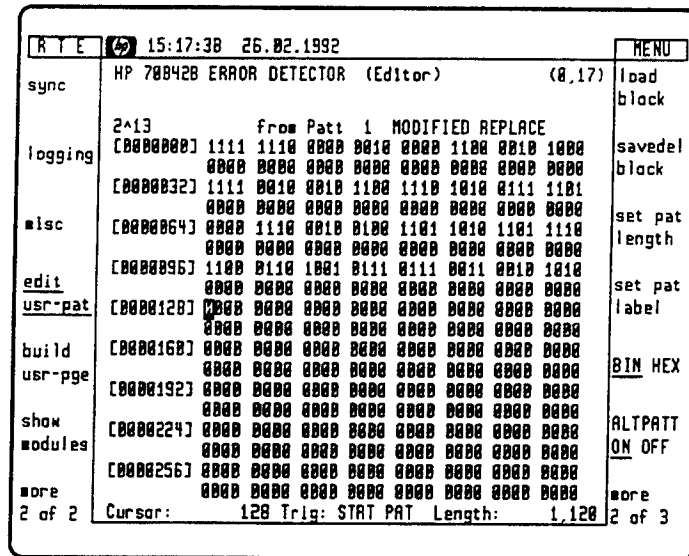 RTE
sync
logging
misc
edit
usr-pat
build
usr-pge
show
modules
more
2 of 2
hp 15:17:38 26.02.1992
HP 70842B ERROR DETECTOR (Editor) (0,17)
2^13 from Patt 1 MODIFIED REPLACE
[0000000] 1111 1110 0000 0010 0000 1100 0010 1000
0000 0000 0000 0000 0000 0000 0000 0000
[0000032] 1111 0010 0010 1100 1110 1010 0111 1101
0000 0000 0000 0000 0000 0000 0000 0000
[0000064] 0000 1110 0010 0100 1101 1010 1101 1110
0000 0000 0000 0000 0000 0000 0000 0000
[0000096] 1100 0110 1001 0111 0111 0011 0010 1010
0000 0000 0000 0000 0000 0000 0000 0000
[0000128] 0000 0000 0000 0000 0000 0000 0000 0000
0000 0000 0000 0000 0000 0000 0000 0000
[0000160] 0000 0000 0000 0000 0000 0000 0000 0000
0000 0000 0000 0000 0000 0000 0000 0000
[0000192] 0000 0000 0000 0000 0000 0000 0000 0000
0000 0000 0000 0000 0000 0000 0000 0000
[0000224] 0000 0000 0000 0000 0000 0000 0000 0000
0000 0000 0000 0000 0000 0000 0000 0000
[0000256] 0000 0000 0000 0000 0000 0000 0000 0000
0000 0000 0000 0000 0000 0000 0000 0000
Cursor: 128 Trig: STRT PAT Length: 1,120
MENU
load
block
savedel
block
set pat
length
set pat
label
BIN HEX
ALTPATT
ON OFF
more
2 of 3